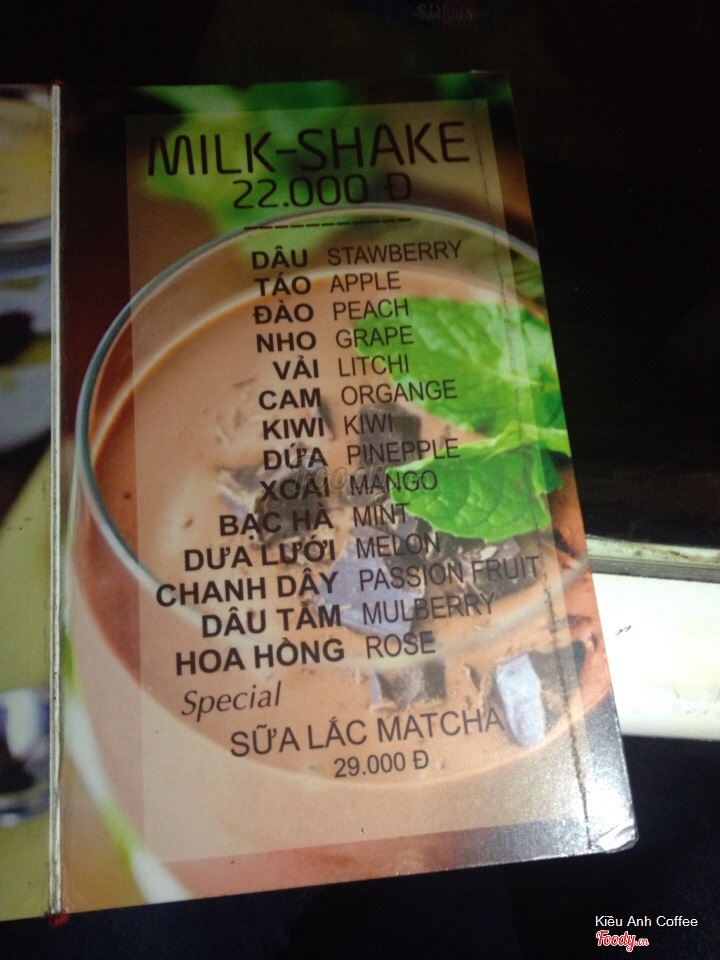 SPORTS
MILK-SHAKE
22.000 Đ
DÂU STAWBERRY
TÁO APPLE
ĐÀO PEACH
NHO GRAPE
VẢI LITCHI
CAM ORGANGE
KIWI KIWI
DỨA PINEPPLE
XOÀI MANGO
BẠC HÀ MINT
DƯA LƯỚI MELON
CHANH DÂY PASSION FRUIT
DÂU TẰM MULBERRY
HOA HỒNG ROSE
Special
SỮA LẮC MATCHA
29.000 Đ
Kiều Anh Coffee
Foody.vn